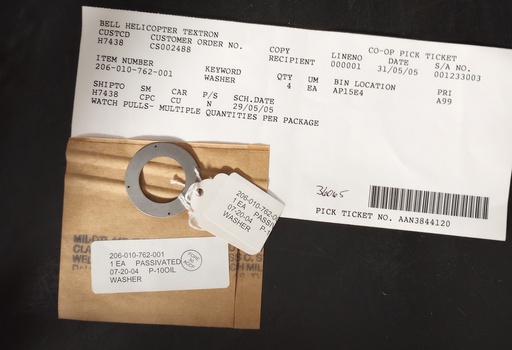 BELL HELICOPTER TEXTRON
CUSTCD CUSTOMER ORDER NO. COPY CO-OP PICK TICKET
H7438 CS002488 RECIPIENT LINENO DATE S/A NO.
000001 31/05/05 001233003
ITEM NUMBER KEYWORD QTY UM BIN LOCATION PRI
206-010-762-001 WASHER 4 EA AP15E4 A99
SHIPTO SM CAR P/S SCH.DATE
H7438 CPC CU N 29/05/05
WATCH PULLS- MULTIPLE QUANTITIES PER PACKAGE
36045
PICK TICKET NO. AAN3844120
206-010-762-0
1 EA PASSI
07-20-04 P-
WASHER
206-010-762-001
1 EA PASSIVATED
07-20-04 P-10OIL
WASHER